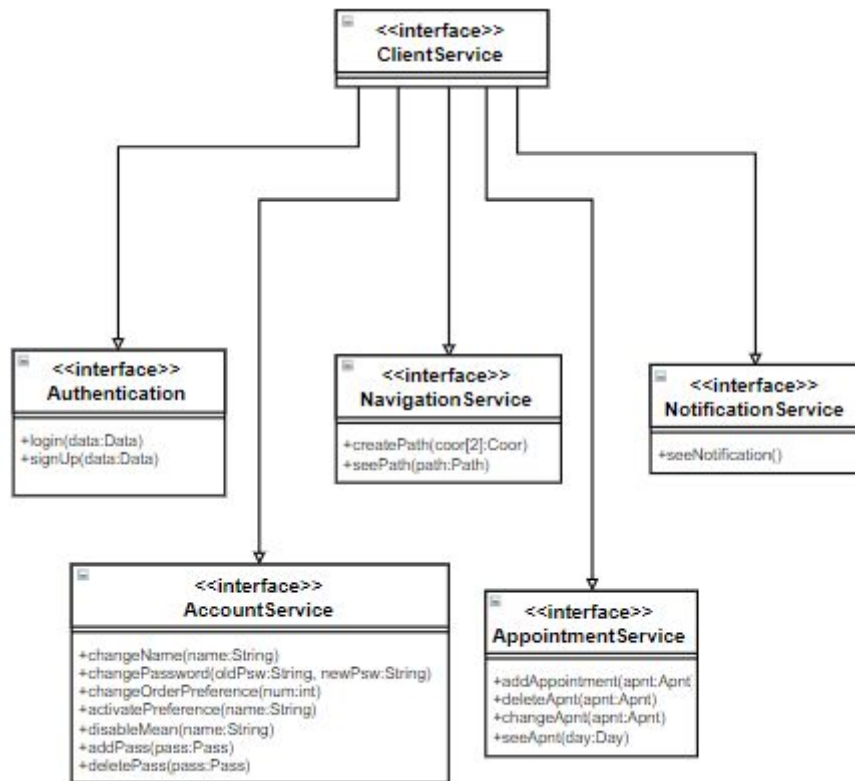 <<interface>>
ClientService
<<interface>>
Authentication
+login(data:Data)
+signUp(data:Data)
<<interface>>
NavigationService
+createPath(coor[2]:Coor)
+seePath(path:Path)
<<interface>>
NotificationService
+seeNotification()
<<interface>>
AccountService
+changeName(name:String)
+changePassword(oldPsw:String, newPsw:String)
+changeOrderPreference(num:int)
+activatePreference(name:String)
+disableMean(name:String)
+addPass(pass:Pass)
+deletePass(pass:Pass)
<<interface>>
AppointmentService
+addAppointment(apnt:Apnt
+deleteApnt(apnt:Apnt)
+changeApnt(apnt:Apnt)
+seeApnt(day:Day)